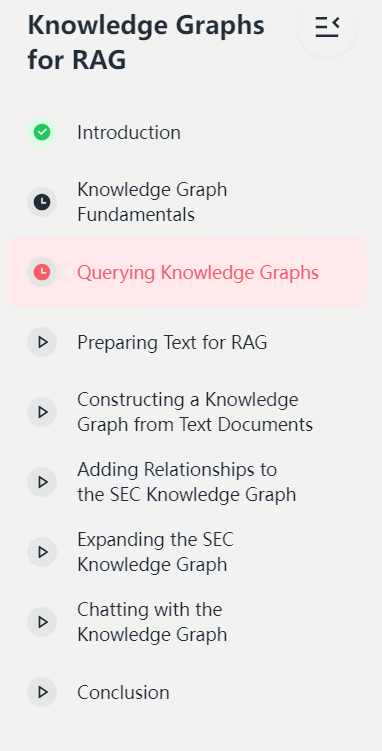 Knowledge Graphs
for RAG
Introduction
Knowledge Graph
Fundamentals
Querying Knowledge Graphs
Preparing Text for RAG
Constructing a Knowledge
Graph from Text Documents
Adding Relationships to
the SEC Knowledge Graph
Expanding the SEC
Knowledge Graph
Chatting with the
Knowledge Graph
Conclusion